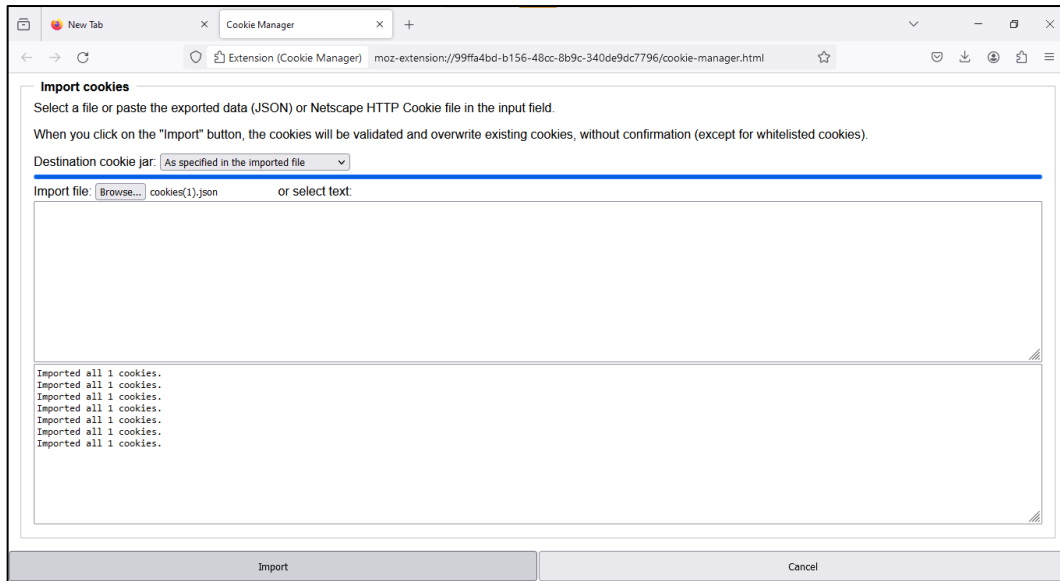 New Tab
Cookie Manager
Extension (Cookie Manager) moz-extension://99ffa4bd-b156-48cc-8b9c-340de9dc7796/cookie-manager.html
Import cookies
Select a file or paste the exported data (JSON) or Netscape HTTP Cookie file in the input field.
When you click on the "Import" button, the cookies will be validated and overwrite existing cookies, without confirmation (except for whitelisted cookies).
Destination cookie jar: As specified in the imported file
Import file: Browse... cookies(1).json or select text:
Imported all 1 cookies.
Imported all 1 cookies.
Imported all 1 cookies.
Imported all 1 cookies.
Imported all 1 cookies.
Imported all 1 cookies.
Imported all 1 cookies.
Import Cancel